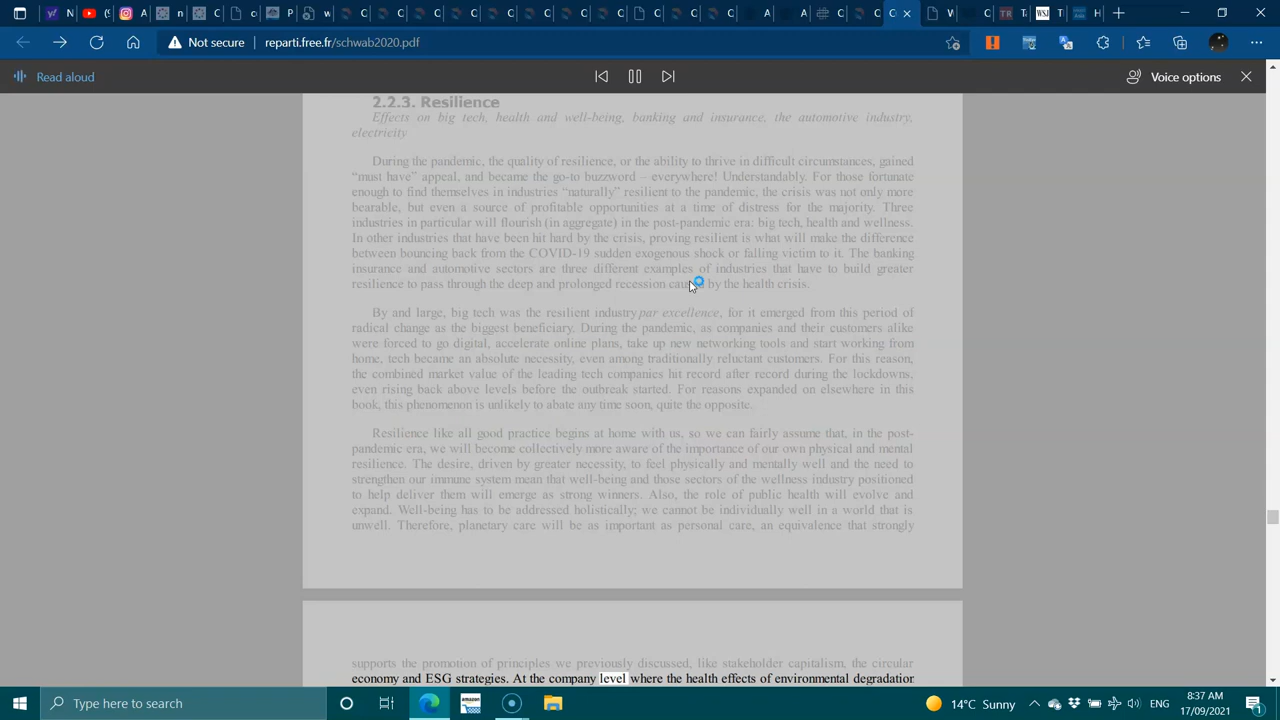 Not secure reparti.free.fr/schwab2020.pdf
Read aloud
Voice options
2.2.3. Resilience
Effects on big tech, health and well-being, banking and insurance, the automotive industry,
electricity
During the pandemic, the quality of resilience, or the ability to thrive in difficult circumstances, gained
“must have” appeal, and became the go-to buzzword – everywhere! Understandably. For those fortunate
enough to find themselves in industries “naturally” resilient to the pandemic, the crisis was not only more
bearable, but even a source of profitable opportunities at a time of distress for the majority. Three
industries in particular will flourish (in aggregate) in the post-pandemic era: big tech, health and wellness.
In other industries that have been hit hard by the crisis, proving resilient is what will make the difference
between bouncing back from the COVID-19 sudden exogenous shock or falling victim to it. The banking
insurance and automotive sectors are three different examples of industries that have to build greater
resilience to pass through the deep and prolonged recession caused by the health crisis.
By and large, big tech was the resilient industry par excellence, for it emerged from this period of
radical change as the biggest beneficiary. During the pandemic, as companies and their customers alike
were forced to go digital, accelerate online plans, take up new networking tools and start working from
home, tech became an absolute necessity, even among traditionally reluctant customers. For this reason,
the combined market value of the leading tech companies hit record after record during the lockdowns,
even rising back above levels before the outbreak started. For reasons expanded on elsewhere in this
book, this phenomenon is unlikely to abate any time soon, quite the opposite.
Resilience like all good practice begins at home with us, so we can fairly assume that, in the post-
pandemic era, we will become collectively more aware of the importance of our own physical and mental
resilience. The desire, driven by greater necessity, to feel physically and mentally well and the need to
strengthen our immune system mean that well-being and those sectors of the wellness industry positioned
to help deliver them will emerge as strong winners. Also, the role of public health will evolve and
expand. Well-being has to be addressed holistically; we cannot be individually well in a world that is
unwell. Therefore, planetary care will be as important as personal care, an equivalence that strongly
supports the promotion of principles we previously discussed, like stakeholder capitalism, the circular
economy and ESG strategies. At the company level where the health effects of environmental degradation
Type here to search
14°C Sunny
ENG
8:37 AM
17/09/2021